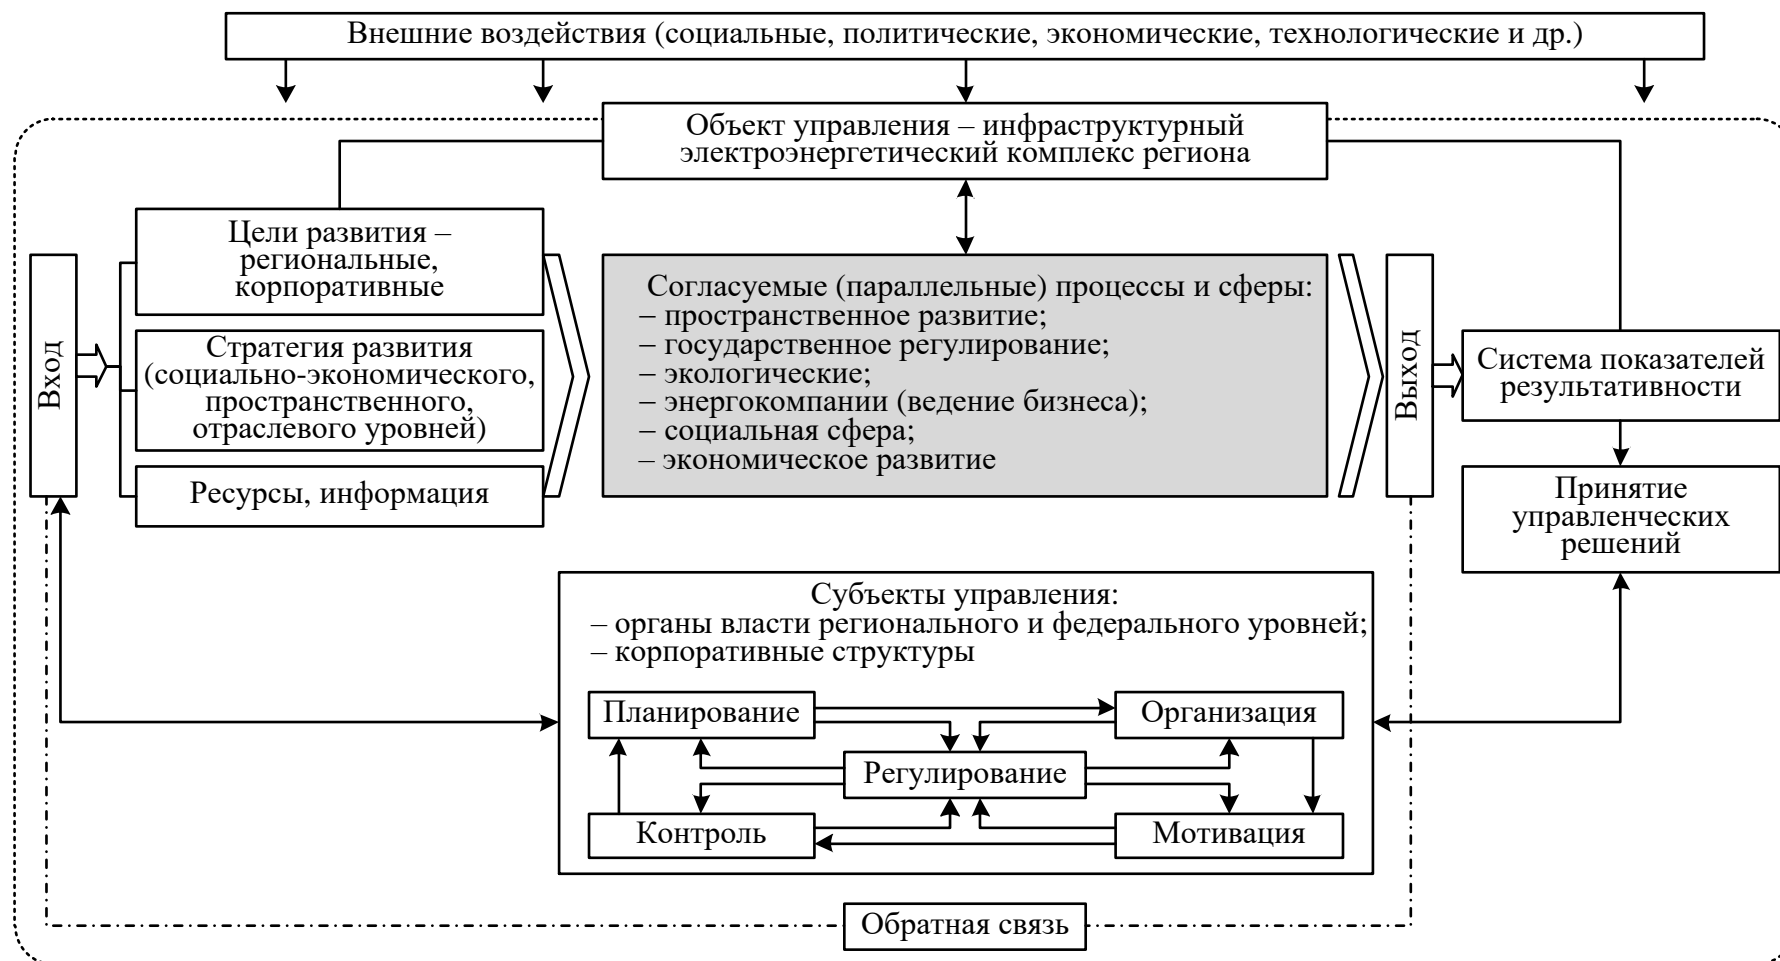 Внешние воздействия (социальные, политические, экономические, технологические и др.)
Объект управления – инфраструктурный
электроэнергетический комплекс региона
Вход
Цели развития –
региональные,
корпоративные
Стратегия развития
(социально-экономического,
пространственного,
отраслевого уровней)
Ресурсы, информация
Согласуемые (параллельные) процессы и сферы:
– пространственное развитие;
– государственное регулирование;
– экологические;
– энергокомпании (ведение бизнеса);
– социальная сфера;
– экономическое развитие
Выход
Система показателей
результативности
Принятие
управленческих
решений
Субъекты управления:
– органы власти регионального и федерального уровней;
– корпоративные структуры
Планирование
Организация
Регулирование
Контроль
Мотивация
Обратная связь